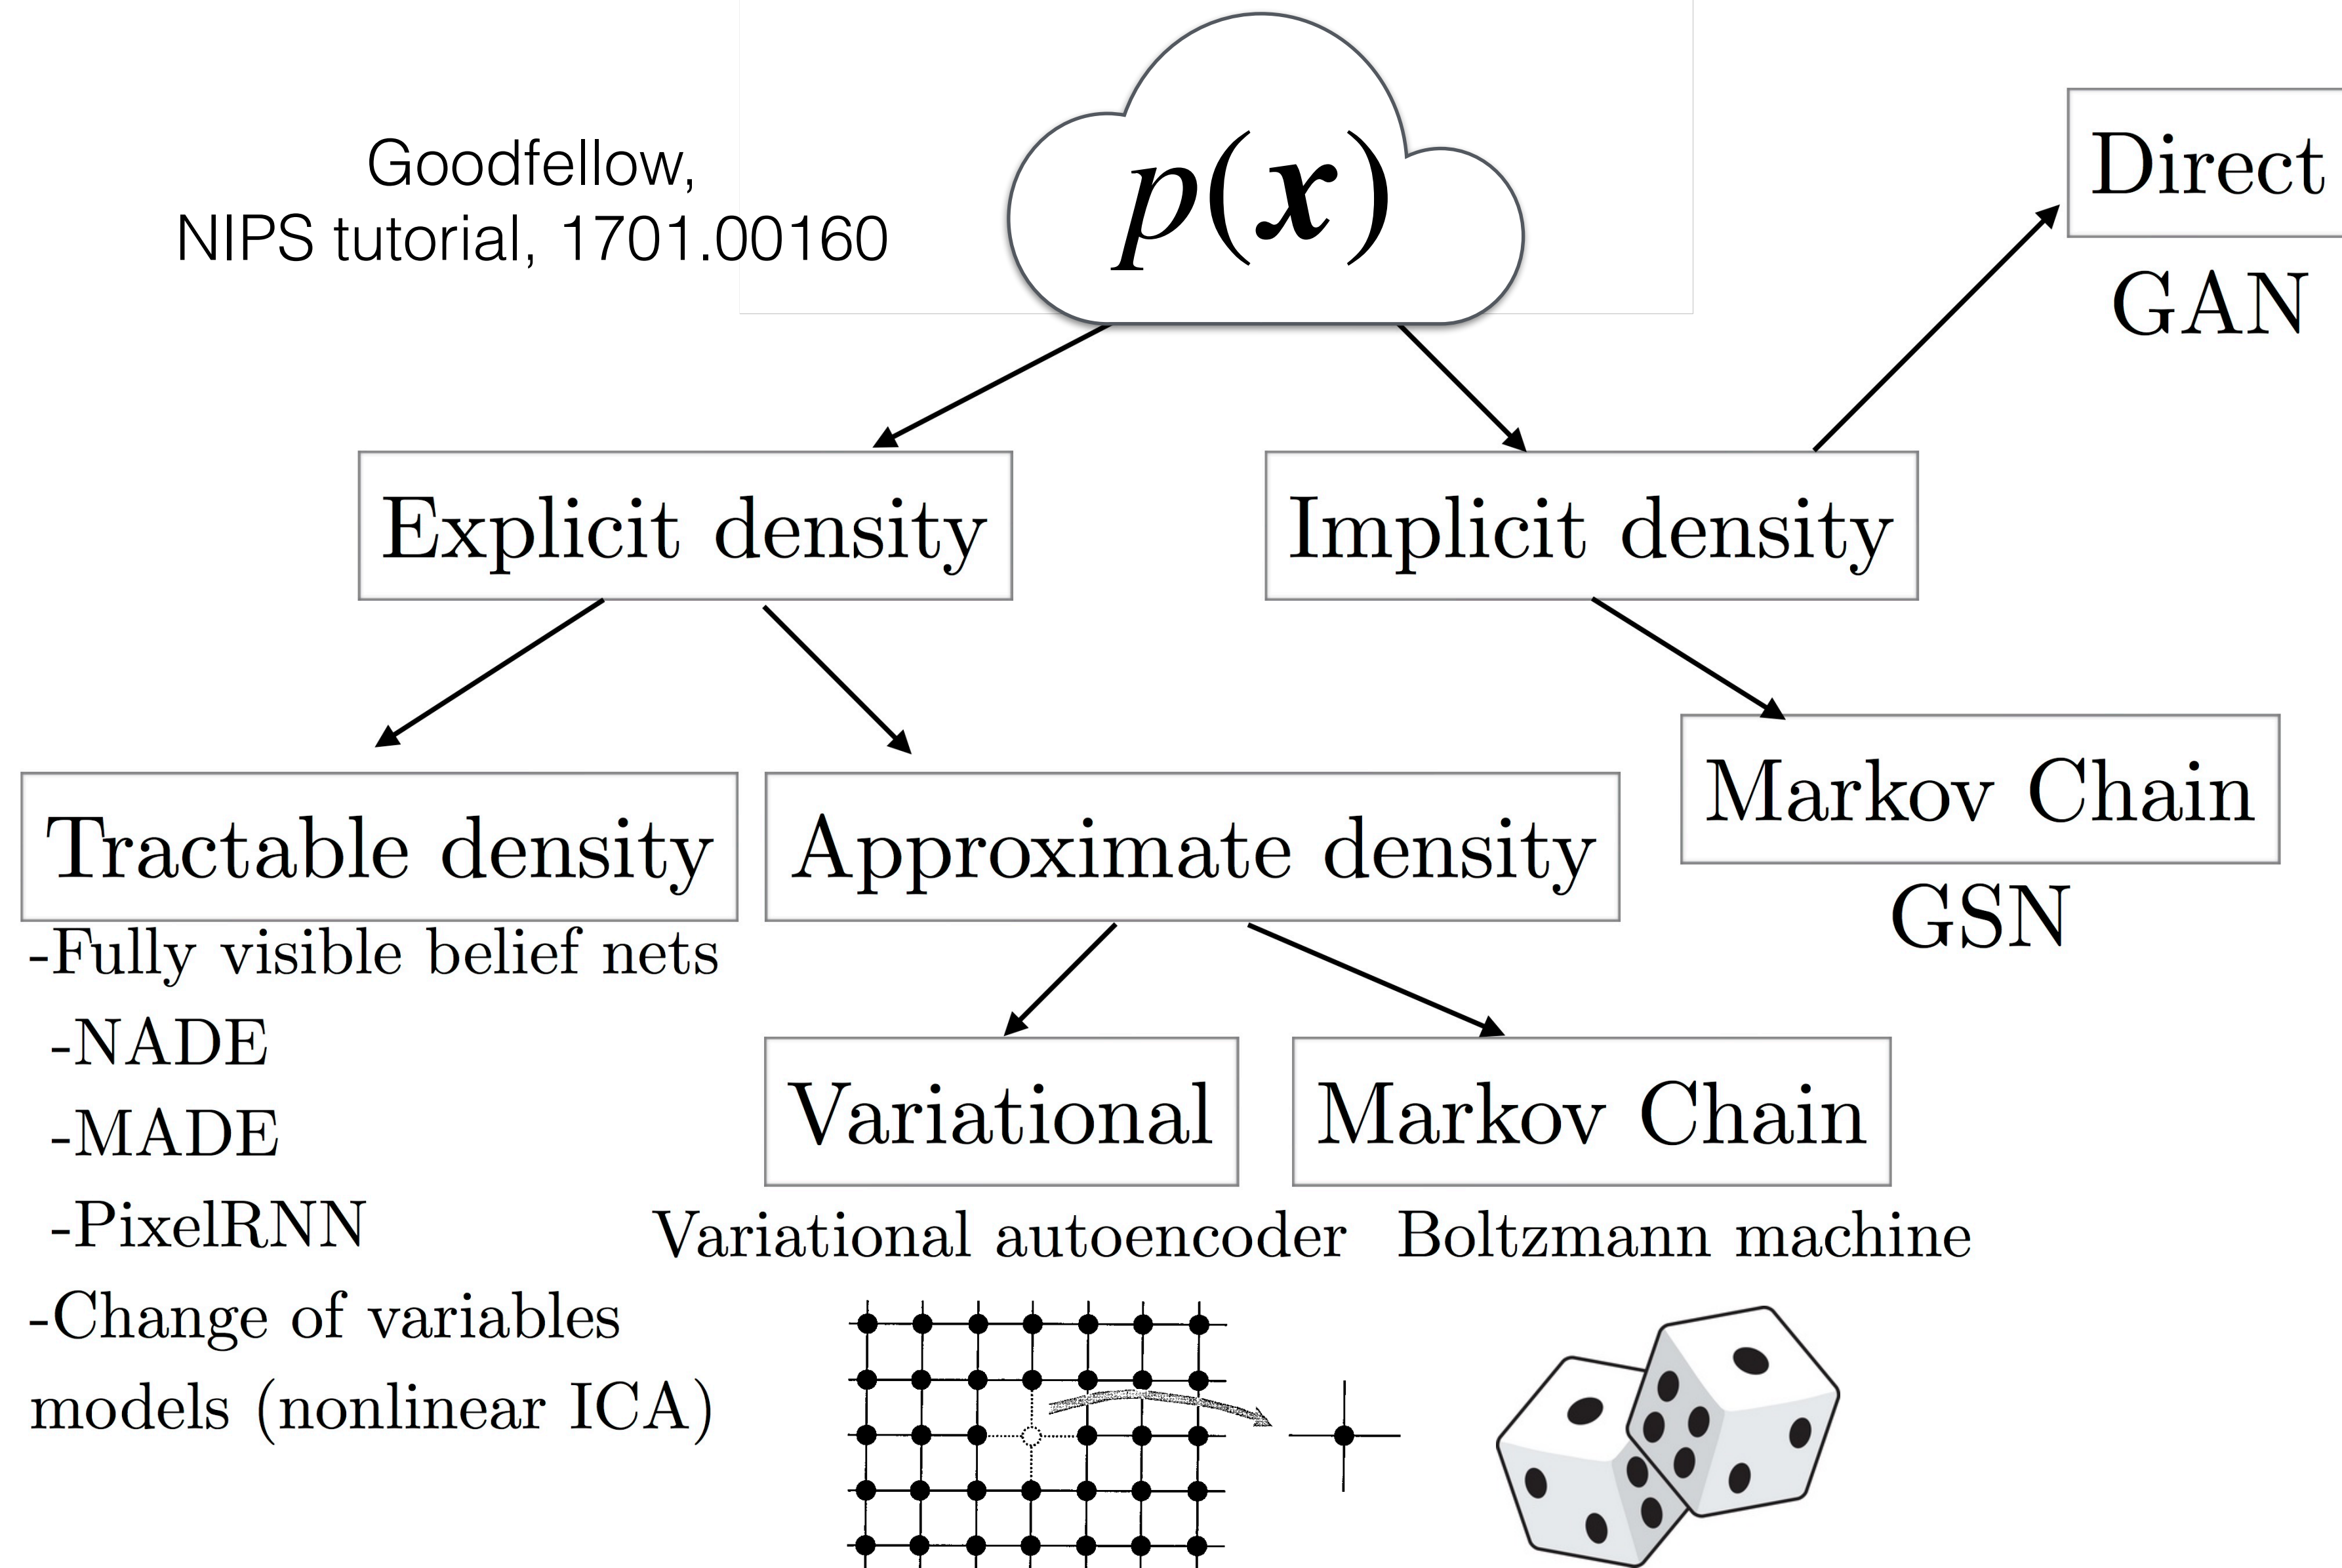 Goodfellow,
NIPS tutorial, 1701.00160
p(x)
Direct
GAN
Explicit density
Implicit density
Tractable density
Approximate density
Markov Chain
GSN
-Fully visible belief nets
-NADE
-MADE
-PixelRNN
-Change of variables
models (nonlinear ICA)
Variational
Markov Chain
Variational autoencoder
Boltzmann machine